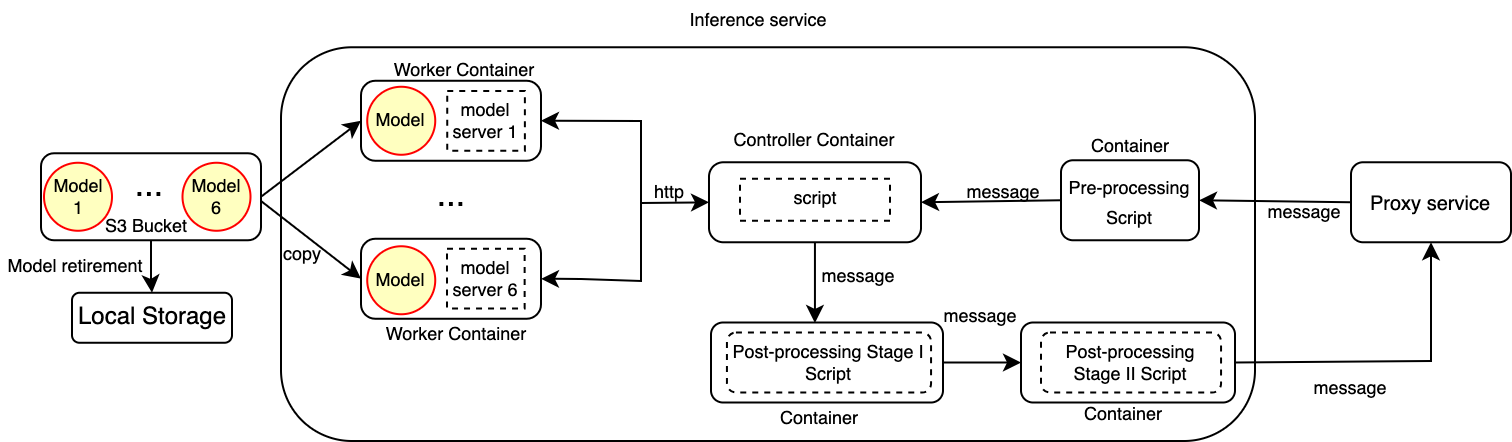 Inference service
Worker Container
Model
model
server 1
Model
1
...
Model
6
S3 Bucket
Model retirement
Local Storage
copy
...
Model
model
server 6
Worker Container
http
Controller Container
script
message
Container
Pre-processing
Script
message
Proxy service
message
Post-processing Stage I
Script
Container
message
Post-processing
Stage II Script
Container
message